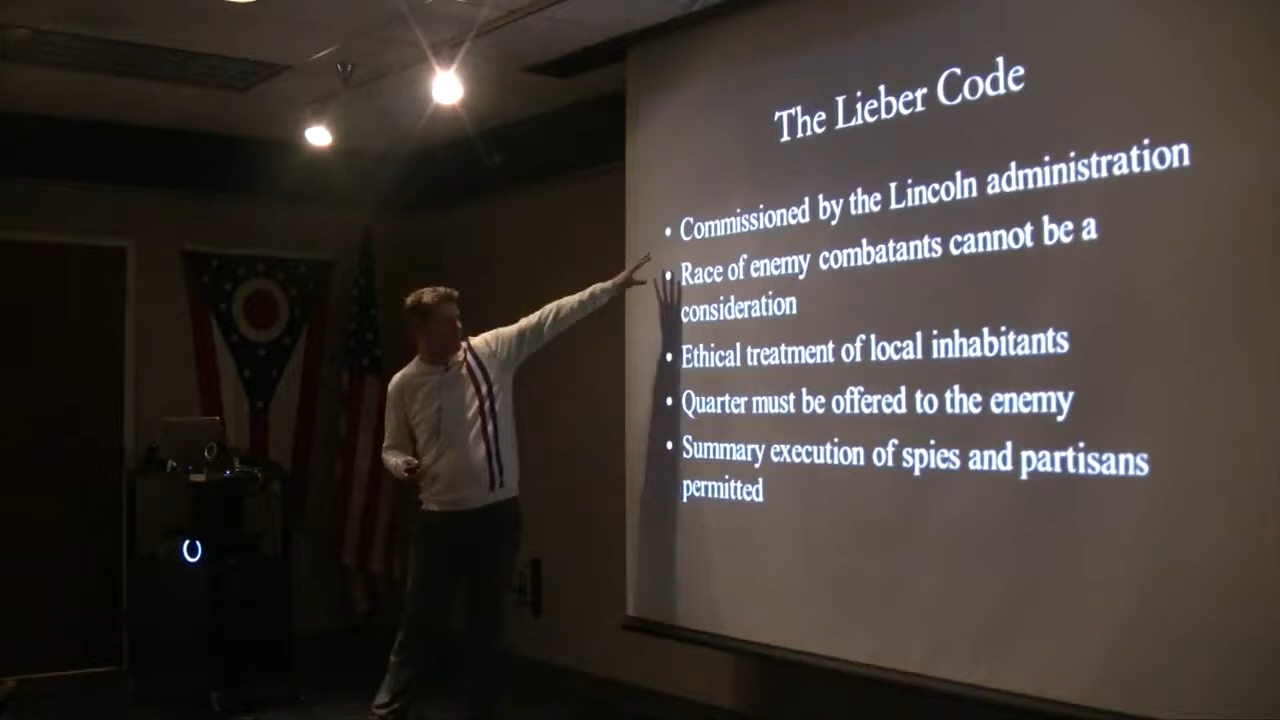 The Lieber Code
• Commissioned by the Lincoln administration
• Race of enemy combatants cannot be a
consideration
• Ethical treatment of local inhabitants
• Quarter must be offered to the enemy
• Summary execution of spies and partisans
permitted